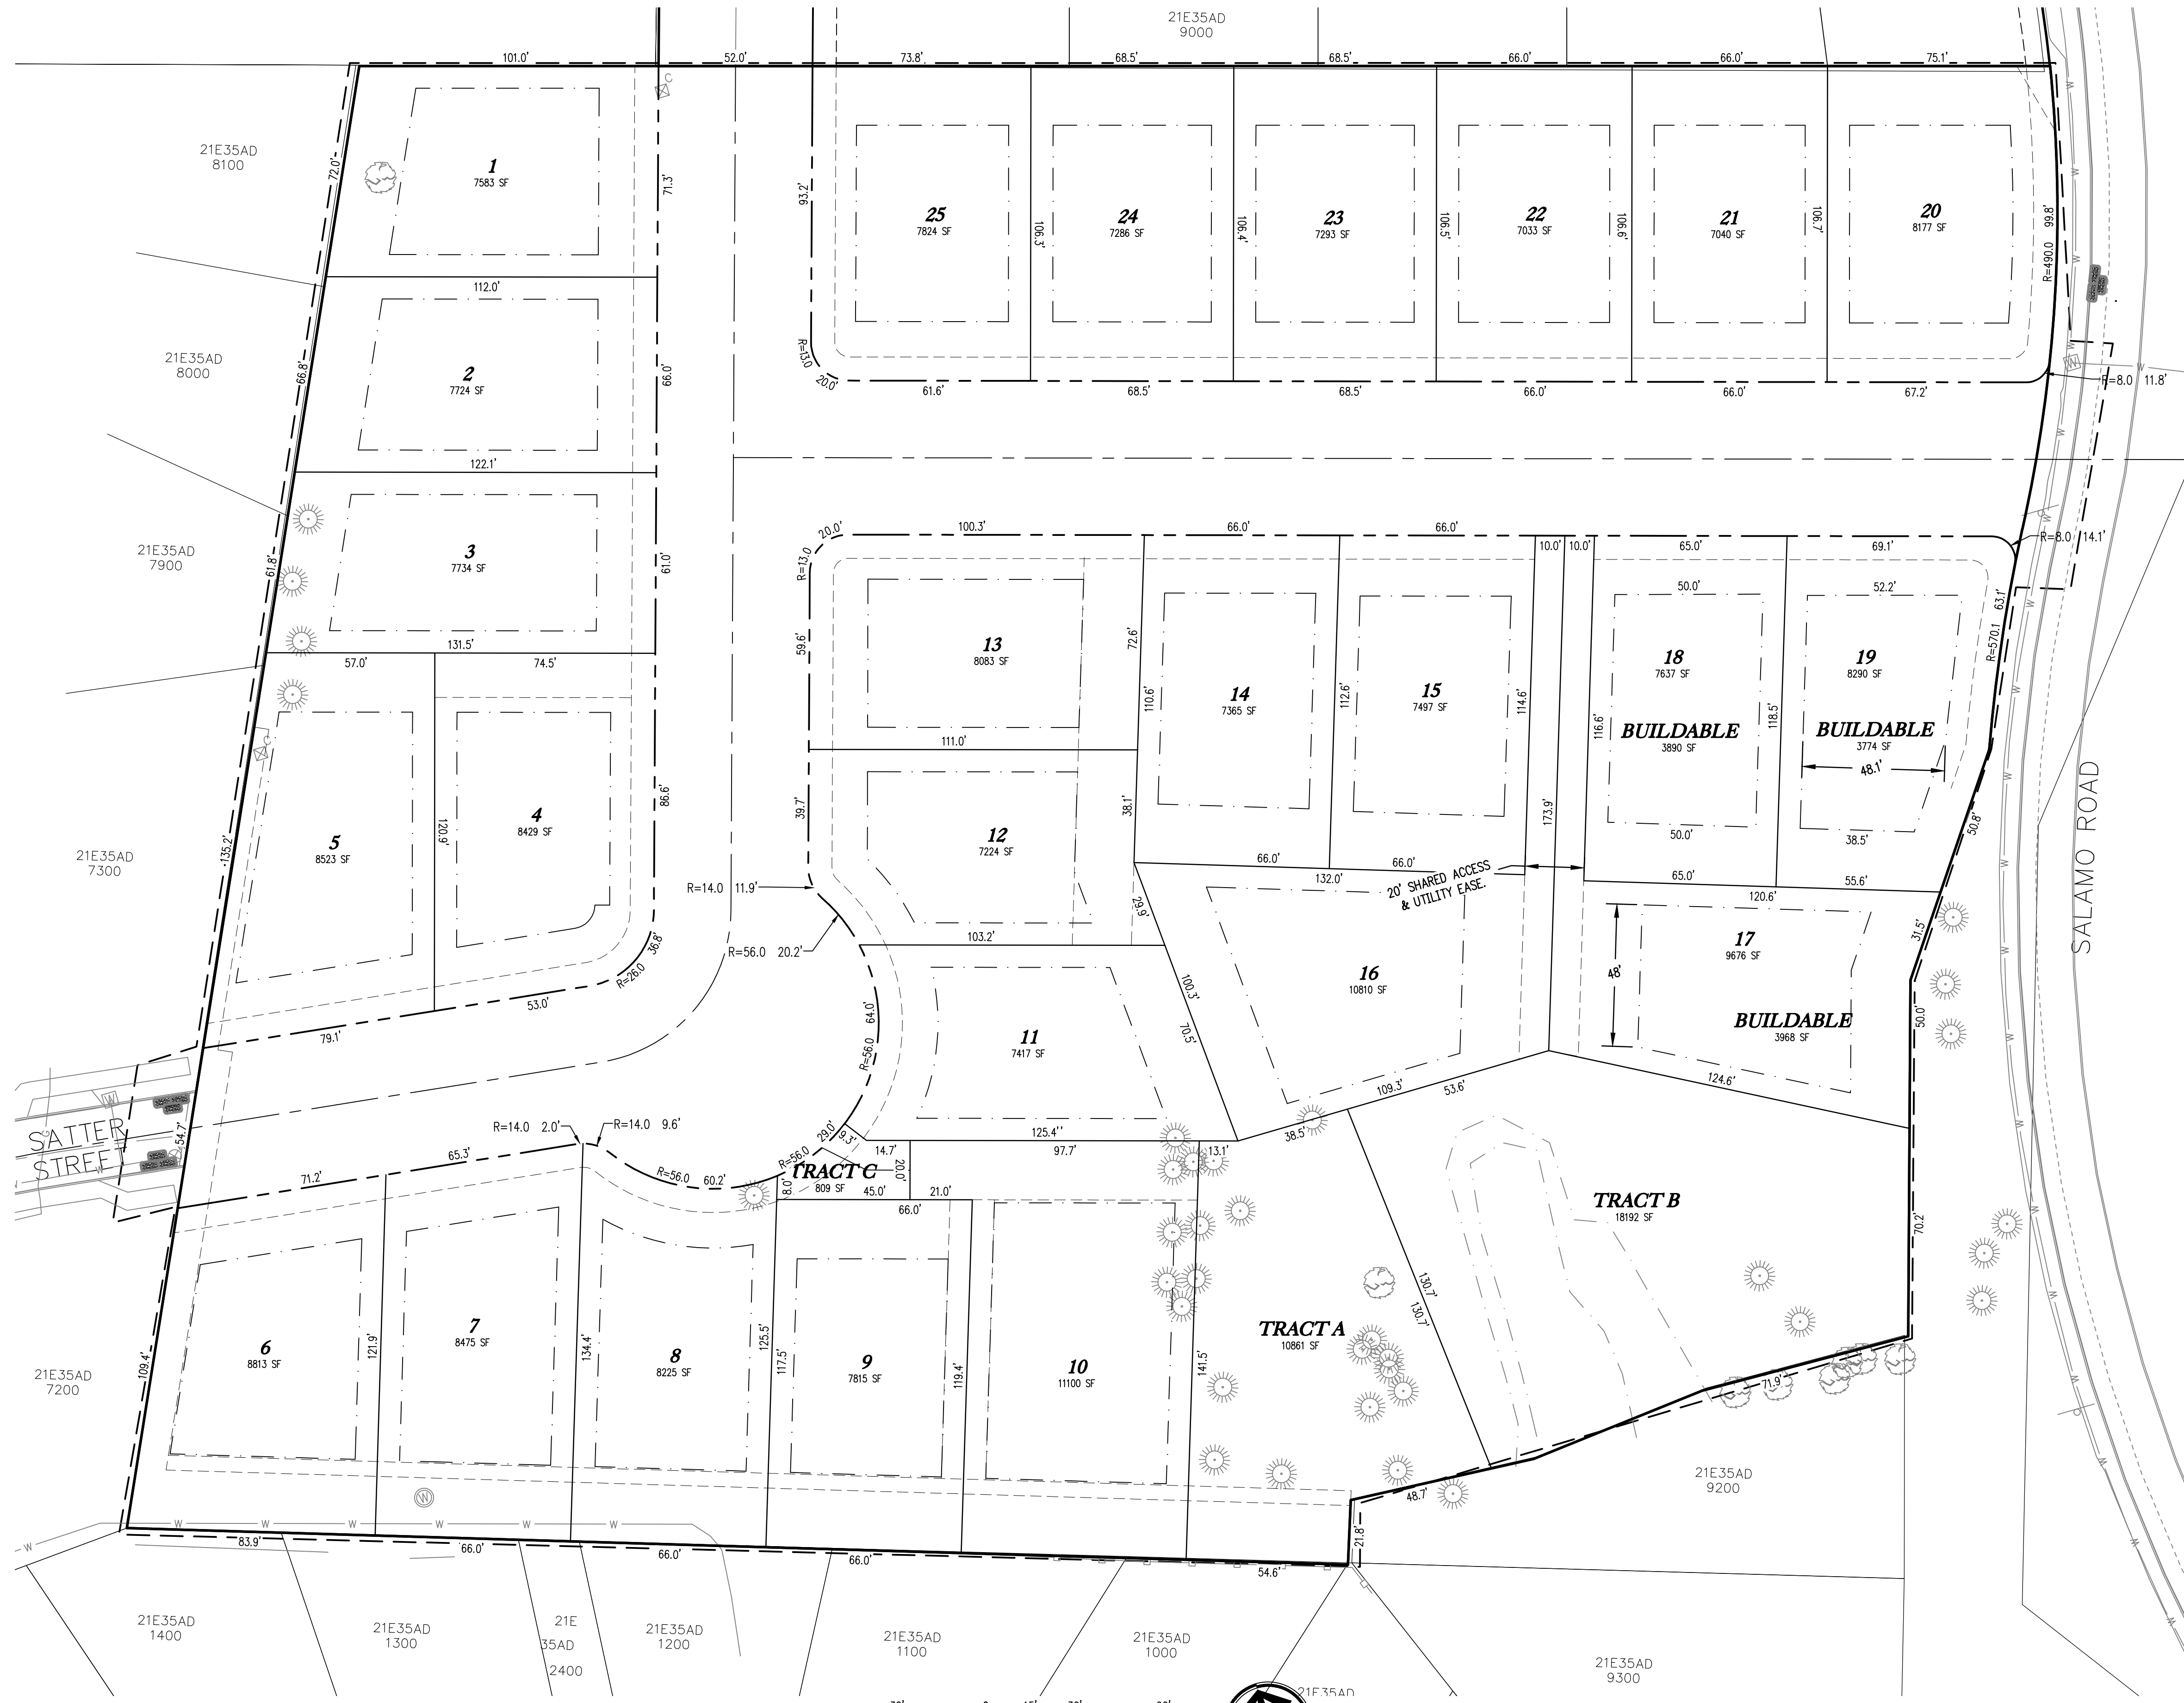 21E35AD
9000
101.0'
52.0'
73.8'
68.5'
68.5'
66.0'
66.0'
75.1'
C
21E35AD
8100
72.0'
1
7583 SF
71.3'
93.2'
25
7824 SF
106.3'
24
7286 SF
106.4'
23
7293 SF
106.5'
22
7033 SF
106.6'
21
7040 SF
106.7'
20
8177 SF
R=490.0 99.8'
112.0'
21E35AD
8000
66.8'
2
7724 SF
66.0'
R=13.0
20.0'
61.6'
68.5'
68.5'
66.0'
66.0'
67.2'
R=8.0 11.8'
122.1'
21E35AD
7900
61.8'
3
7734 SF
61.0'
131.5'
57.0'
74.5'
20.0'
R=13.0
100.3'
66.0'
66.0'
10.0'
10.0'
65.0'
69.1'
R=8.0 14.1'
59.6'
13
8083 SF
72.6'
14
7365 SF
110.6'
112.6'
15
7497 SF
114.6'
50.0'
18
7637 SF
BUILDABLE
3890 SF
116.6'
118.5'
50.0'
52.2'
19
8290 SF
BUILDABLE
3774 SF
48.1'
38.5'
R=570.1 63.1'
50.8'
SALAMO ROAD
111.0'
21E35AD
7300
135.2'
5
8523 SF
120.9'
4
8429 SF
86.6'
36.8'
R=26.0
39.7'
12
7224 SF
38.1'
R=14.0 11.9'
R=56.0 20.2'
103.2'
29.9'
66.0'
66.0'
132.0'
20' SHARED ACCESS
& UTILITY EASE.
173.9'
65.0'
55.6'
120.6'
31.5'
48'
17
9676 SF
BUILDABLE
3968 SF
50.0'
16
10810 SF
100.3'
70.5'
53.0'
79.1'
R=56.0 64.0'
11
7417 SF
109.3'
53.6'
124.6'
SATTER
STREET
54.7'
65.3'
71.2'
R=14.0 2.0'
R=14.0 9.6'
R=56.0 60.2'
R=56.0
29.0'
9.3'
125.4''
14.7'
97.7'
13.1'
38.5'
TRACT C
809 SF
8.0'
20.0'
45.0'
21.0'
66.0'
TRACT B
18192 SF
70.2'
130.7'
130.7'
TRACT A
10861 SF
141.5'
21E35AD
7200
109.4'
6
8813 SF
121.9'
7
8475 SF
134.4'
8
8225 SF
125.5'
117.5'
9
7815 SF
119.4'
10
11100 SF
71.9'
48.7'
21.8'
21E35AD
9200
83.9'
66.0'
66.0'
66.0'
54.6'
21E35AD
1400
21E35AD
1300
21E
35AD
2400
21E35AD
1200
21E35AD
1100
21E35AD
1000
21E35AD
9300
21E35AD